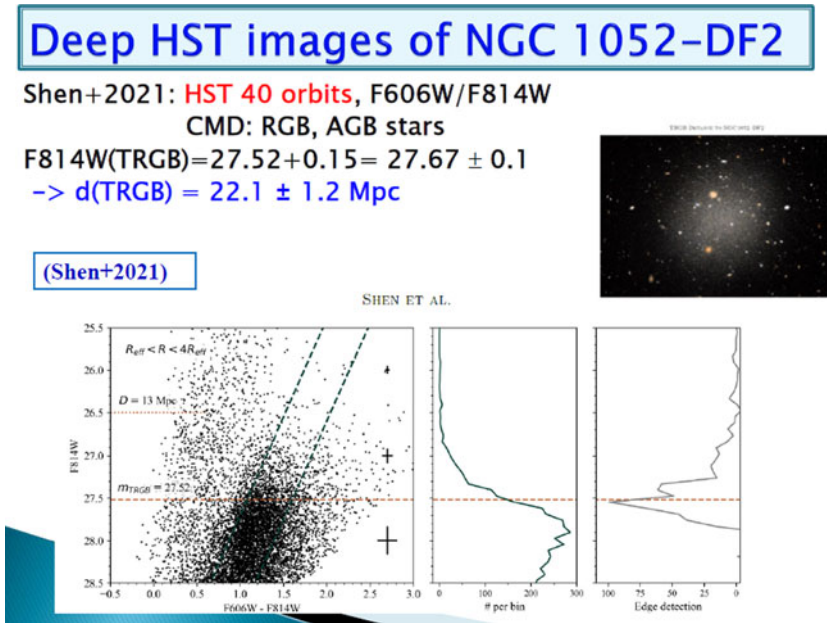 Deep HST images of NGC 1052-DF2
Shen+2021: HST 40 orbits, F606W/F814W
CMD: RGB, AGB stars
F814W(TRGB)=27.52+0.15= 27.67 ± 0.1
-> d(TRGB) = 22.1 ± 1.2 Mpc
(Shen+2021)
SHEN ET AL.
R_eff < R < 4R_eff
D = 13 Mpc
m_TRGB = 27.52
F814W
25.5
26.0
26.5
27.0
27.5
28.0
28.5
-0.5 0.0 0.5 1.0 1.5 2.0 2.5 3.0
F606W - F814W
0 100 200 300
# per bin
100 75 50 25 0
Edge detection